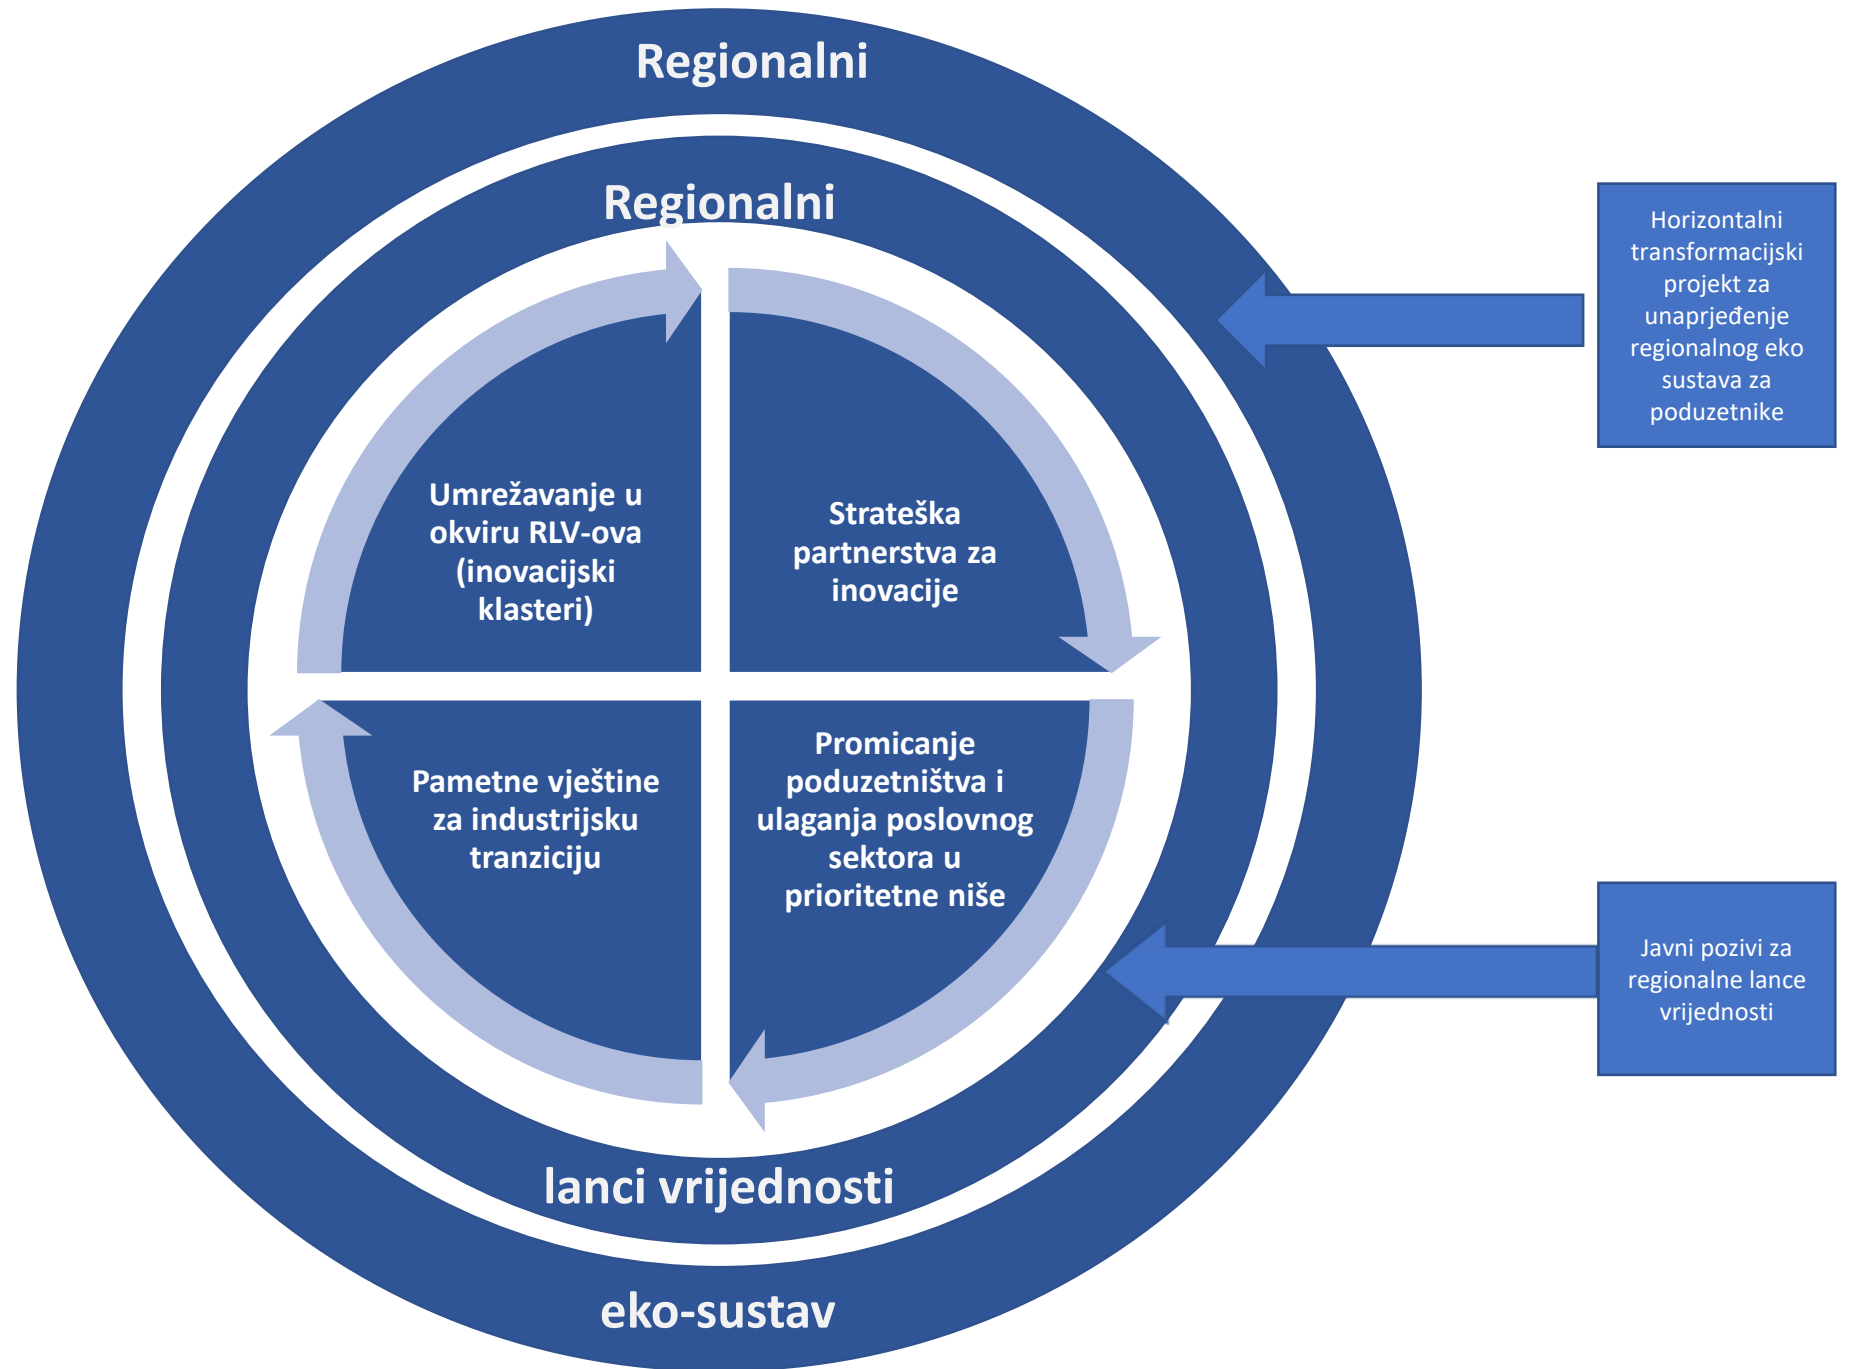 Regionalni
Regionalni
Umrežavanje u
okviru RLV-ova
(inovacijski
klasteri)
Strateška
partnerstva za
inovacije
Pametne vještine
za industrijsku
tranziciju
Promicanje
poduzetništva i
ulaganja poslovnog
sektora u
prioritetne niše
lanci vrijednosti
eko-sustav
Horizontalni
transformacijski
projekt za
unaprjeđenje
regionalnog eko
sustava za
poduzetnike
Javni pozivi za
regionalne lance
vrijednosti